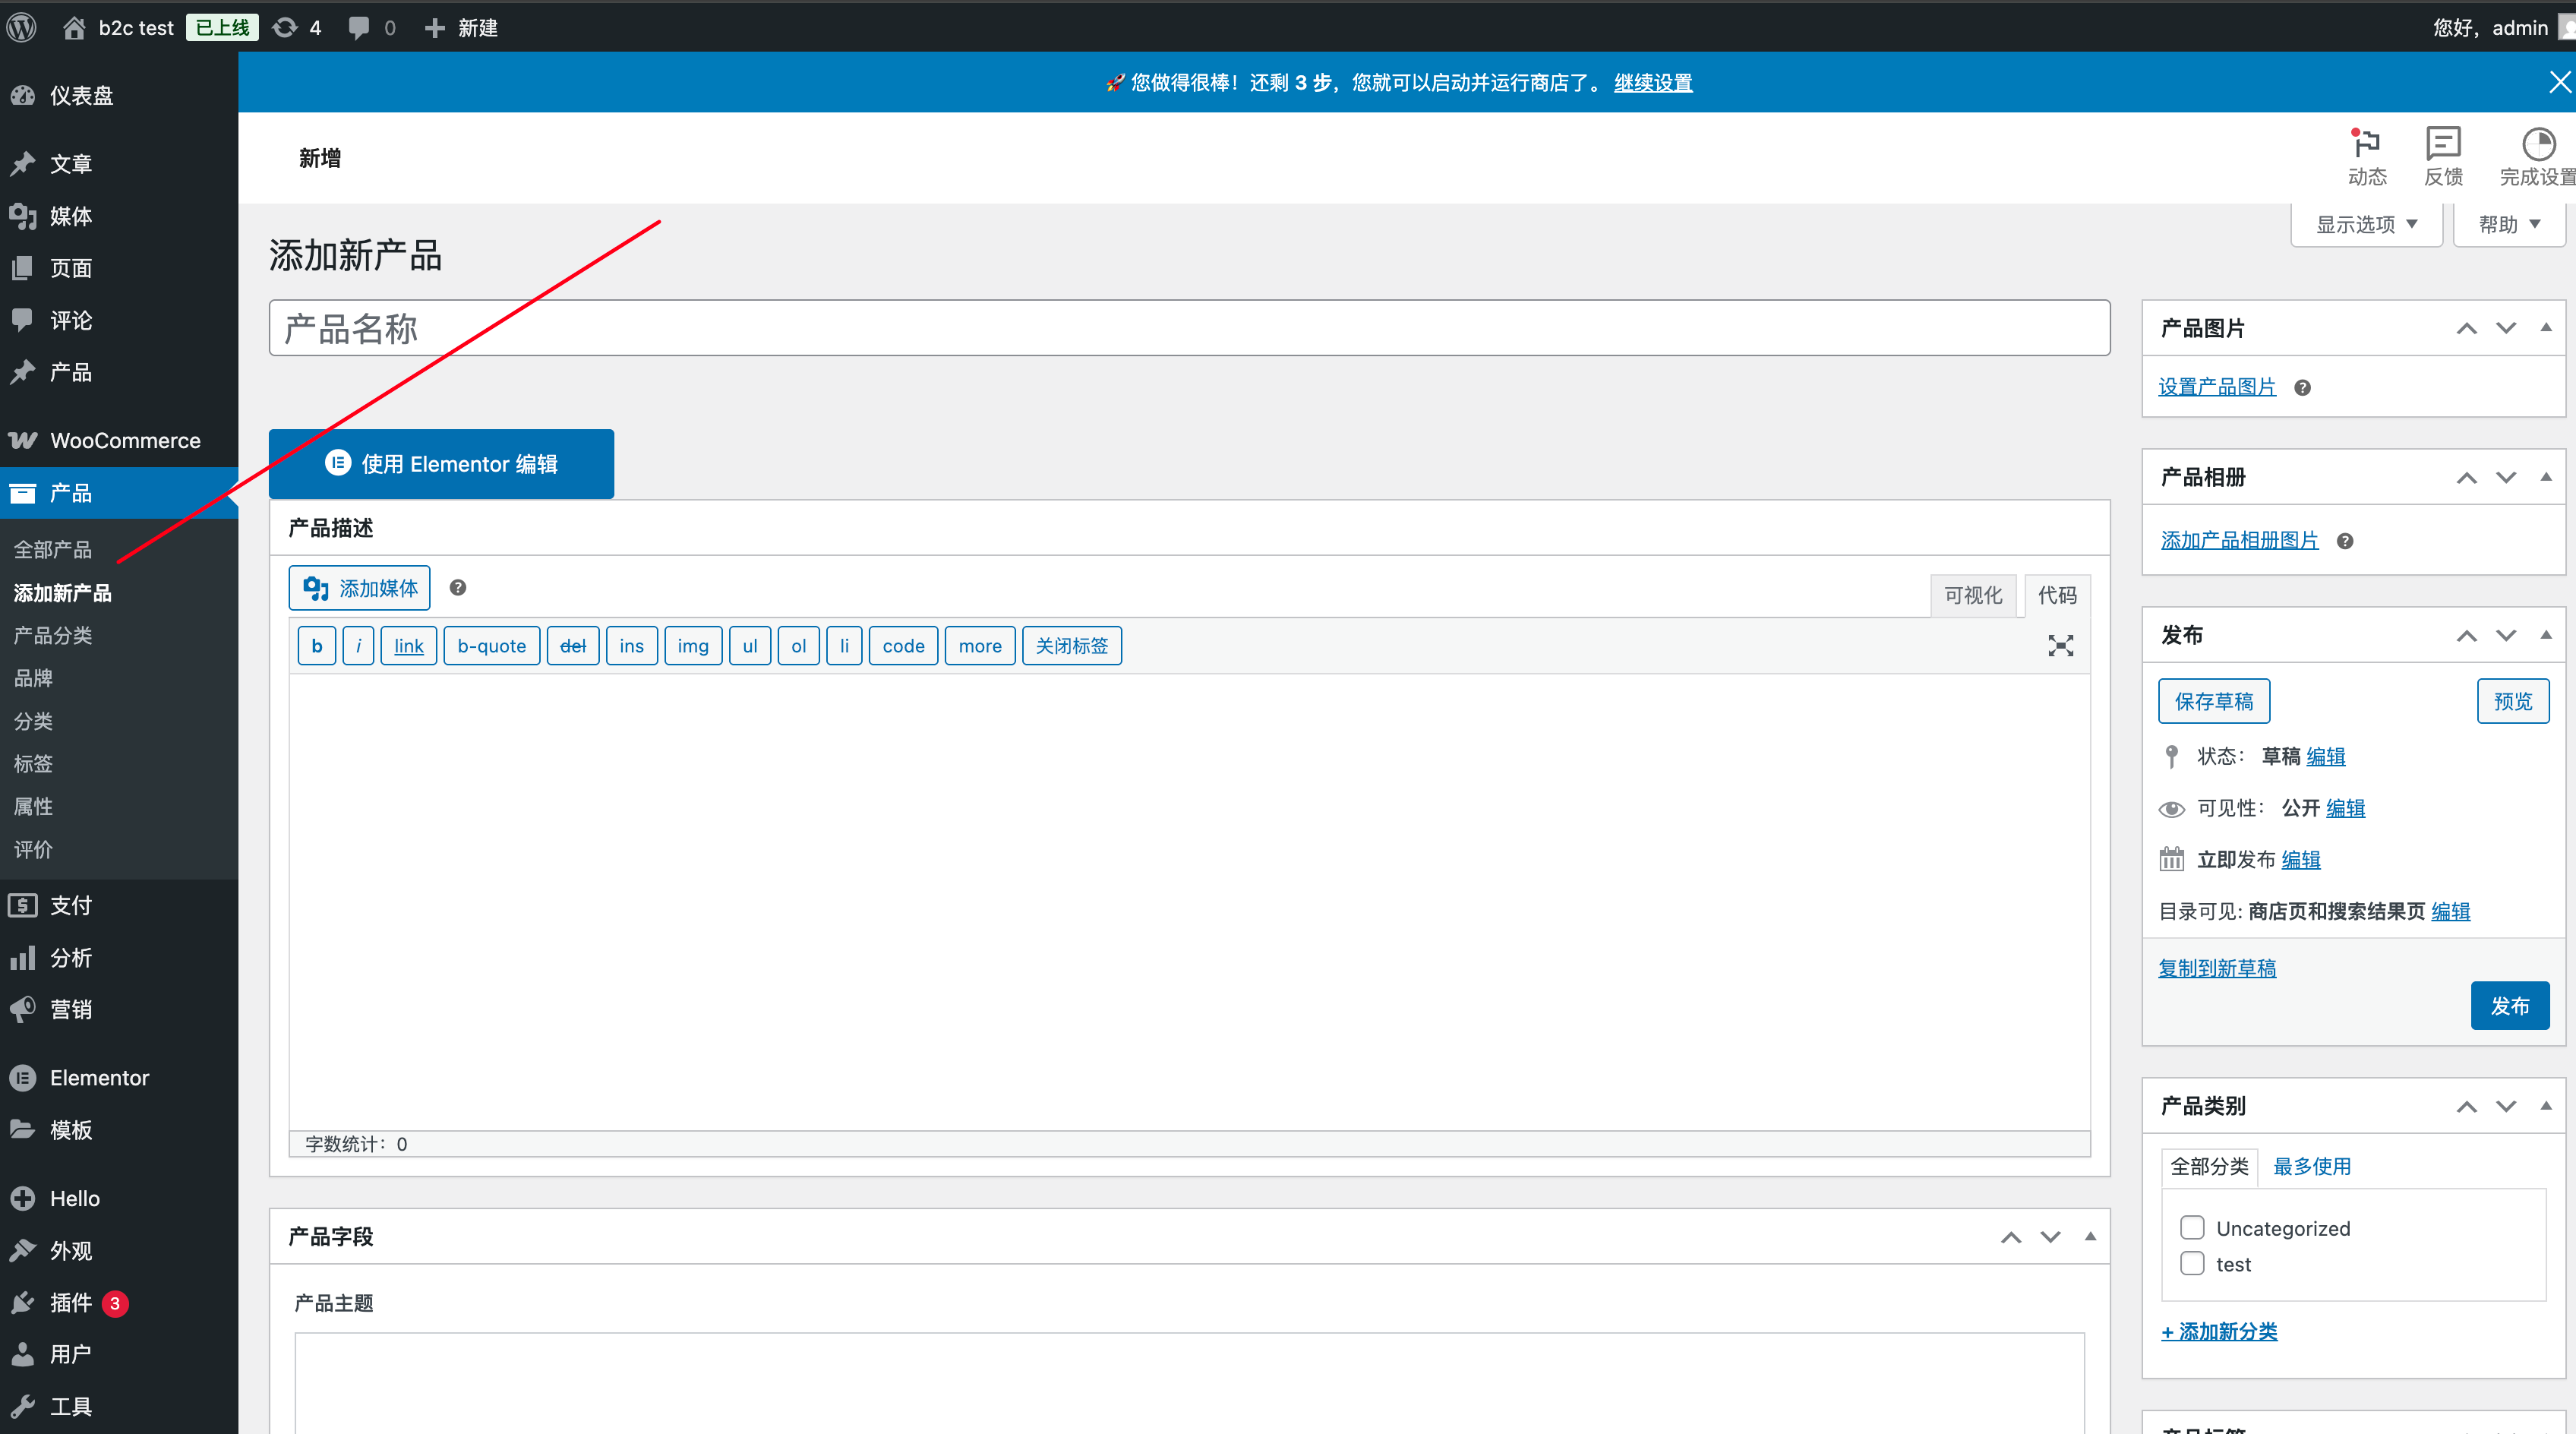 b2c test 已上线 4 0 新建
您好，admin
仪表盘
文章
媒体
页面
评论
产品
WooCommerce
产品
全部产品
添加新产品
产品分类
品牌
分类
标签
属性
评价
支付
分析
营销
Elementor
模板
Hello
外观
插件 3
用户
工具
🚀 您做得很棒！还剩 3 步，您就可以启动并运行商店了。 继续设置
新增
动态
反馈
完成设置
显示选项 ▼
帮助 ▼
添加新产品
产品名称
使用 Elementor 编辑
产品描述
添加媒体
可视化
代码
b i link b-quote del ins img ul ol li code more 关闭标签
字数统计：0
产品字段
产品主题
产品图片
设置产品图片
产品相册
添加产品相册图片
发布
保存草稿
预览
状态： 草稿 编辑
可见性： 公开 编辑
立即发布 编辑
目录可见: 商店页和搜索结果页 编辑
复制到新草稿
发布
产品类别
全部分类 最多使用
Uncategorized
test
+ 添加新分类